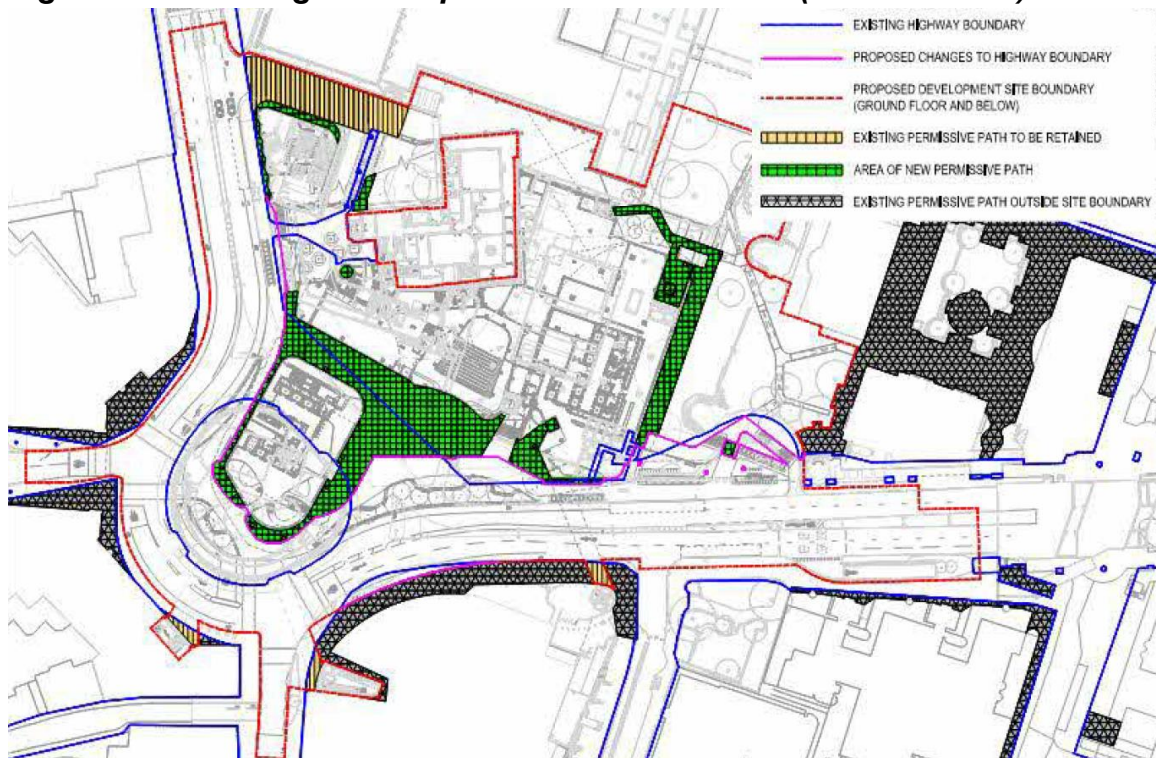 EXISTING HIGHWAY BOUNDARY
PROPOSED CHANGES TO HIGHWAY BOUNDARY
PROPOSED DEVELOPMENT SITE BOUNDARY
(GROUND FLOOR AND BELOW)
EXISTING PERMISSIVE PATH TO BE RETAINED
AREA OF NEW PERMISSIVE PATH
EXISTING PERMISSIVE PATH OUTSIDE SITE BOUNDARY